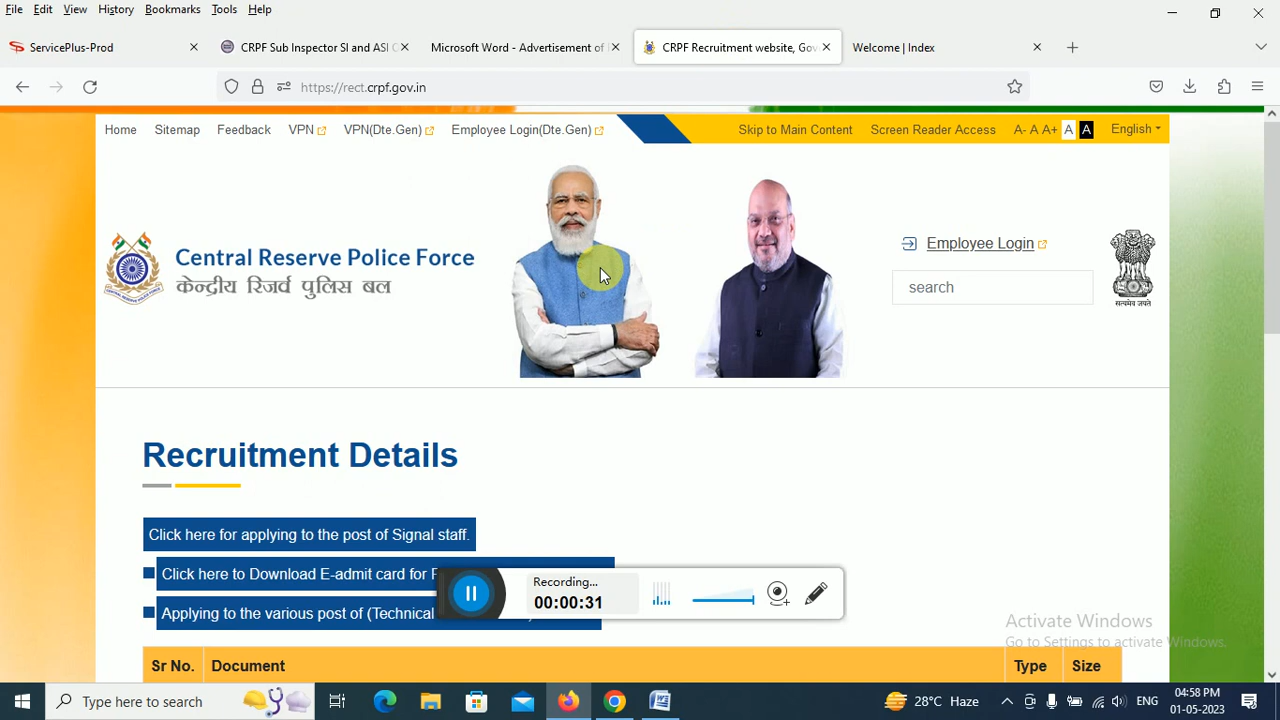 File Edit View History Bookmarks Tools Help
ServicePlus-Prod
CRPF Sub Inspector SI and ASI
Microsoft Word - Advertisement of
CRPF Recruitment website, Gov
Welcome | Index
https://rect.crpf.gov.in
Home Sitemap Feedback VPN VPN(Dte.Gen) Employee Login(Dte.Gen) Skip to Main Content Screen Reader Access A- A A+ A A English
Central Reserve Police Force
केन्द्रीय रिजर्व पुलिस बल
Employee Login
search
सत्यमेव जयते
Recruitment Details
Click here for applying to the post of Signal staff.
Click here to Download E-admit card for
Applying to the various post of (Technical
Recording...
00:00:31
Activate Windows
Go to Settings to activate Windows.
Sr No. Document Type Size
Type here to search
28°C Haze
ENG
04:58 PM
01-05-2023